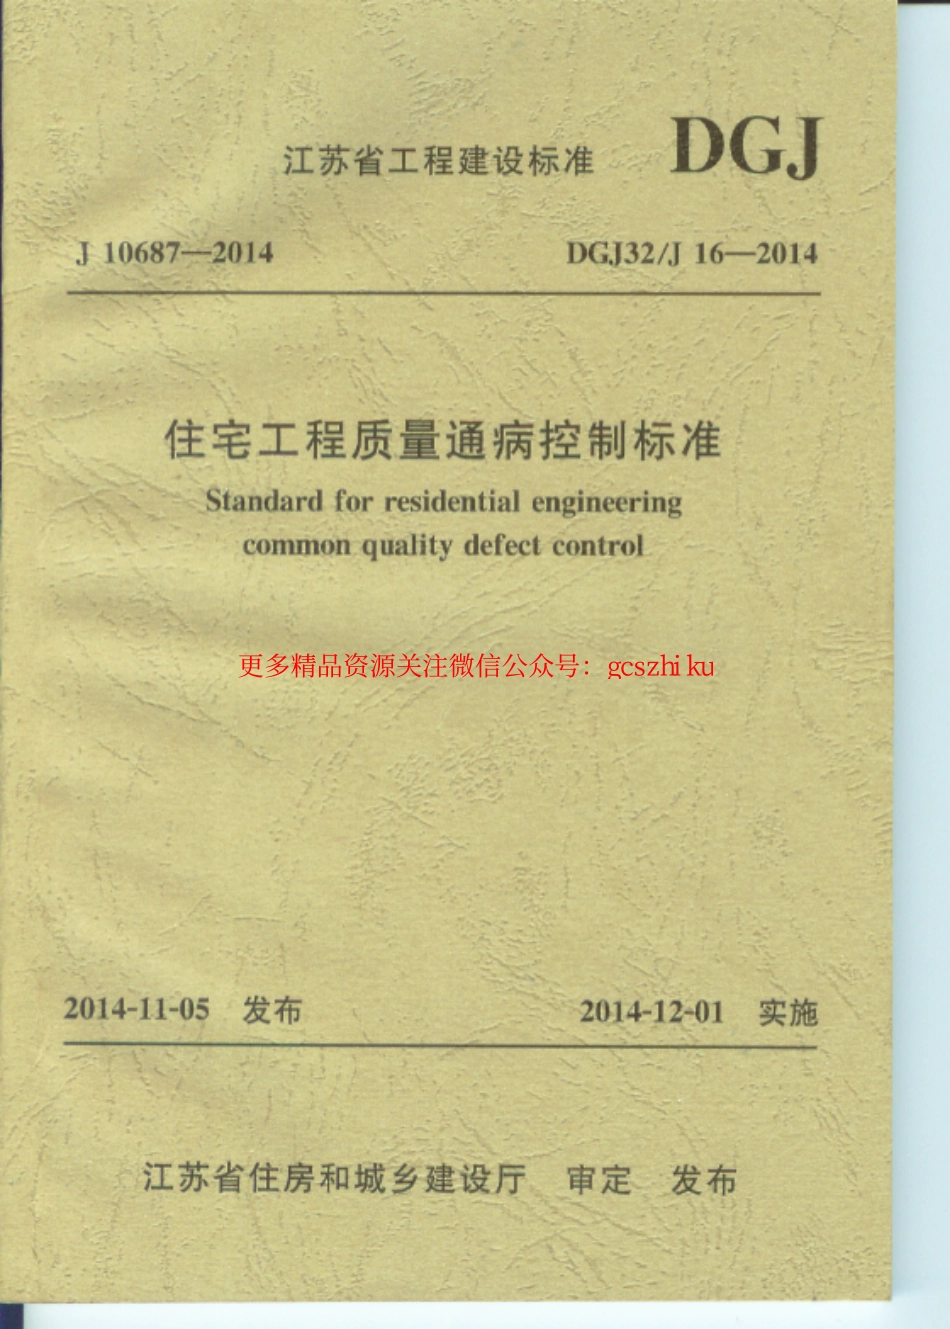 江苏省工程建设标准 DGJ
J 10687—2014 DGJ32/J 16—2014
住宅工程质量通病控制标准
Standard for residential engineering
common quality defect control
更多精品资源关注微信公众号：gcszhiku
2014-11-05 发布 2014-12-01 实施
江苏省住房和城乡建设厅 审定 发布